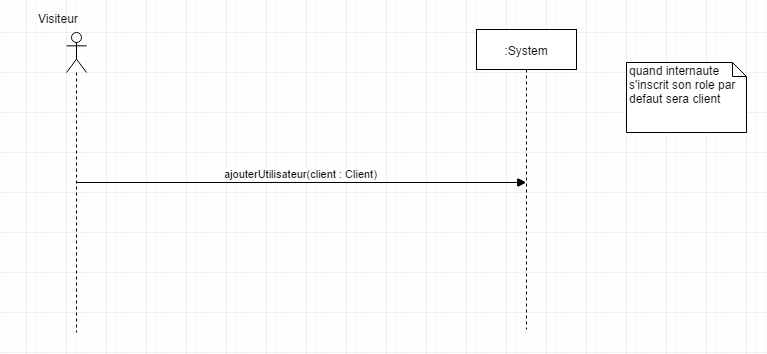 Visiteur
:System
quand internaute
s'inscrit son role par
defaut sera client
ajouterUtilisateur(client : Client)